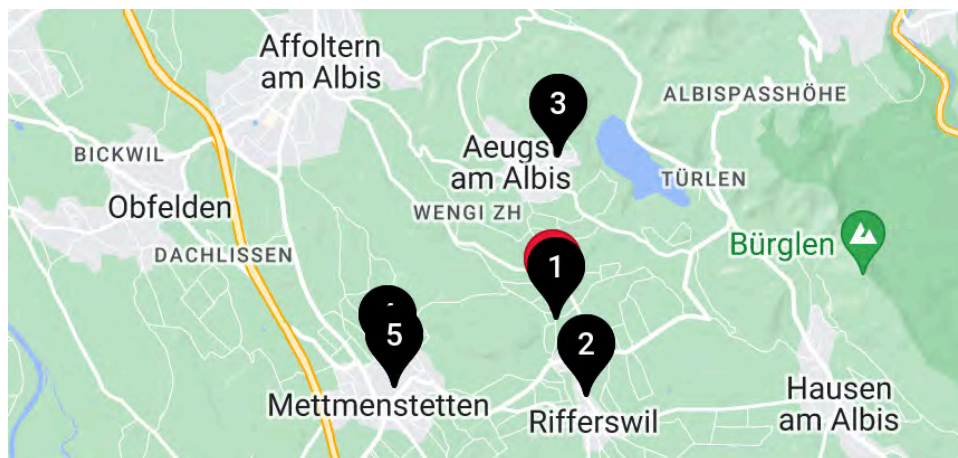 Affoltern
am Albis
3
ALBISPASSHÖHE
BICKWIL
Aeugst
am Albis
TÜRLEN
Obfelden
WENGI ZH
DACHLISSEN
Bürglen
1
5
2
Mettmenstetten
Rifferswil
Hausen
am Albis